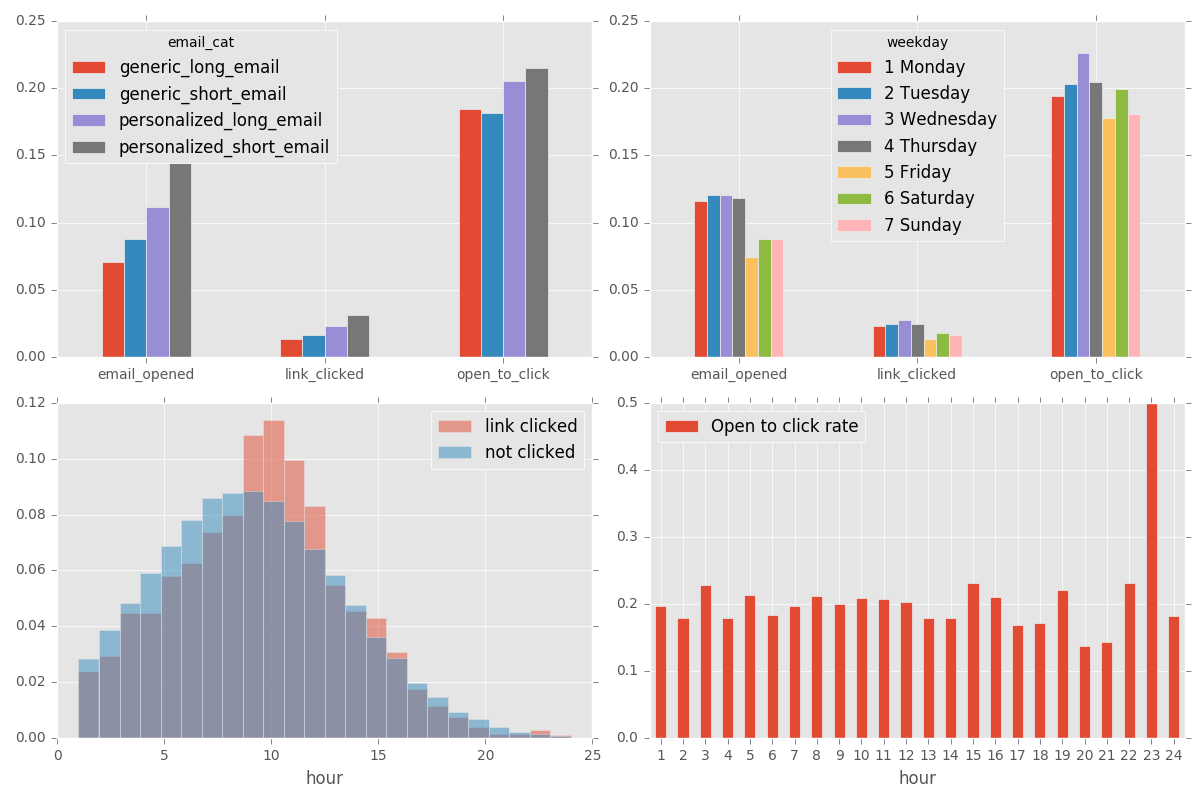 0.25
0.20
0.15
0.10
0.05
0.00
email_cat
generic_long_email
generic_short_email
personalized_long_email
personalized_short_email
email_opened link_clicked open_to_click
0.25
0.20
0.15
0.10
0.05
0.00
weekday
1 Monday
2 Tuesday
3 Wednesday
4 Thursday
5 Friday
6 Saturday
7 Sunday
email_opened link_clicked open_to_click
0.12
0.10
0.08
0.06
0.04
0.02
0.00
link clicked
not clicked
0 5 10 15 20 25
hour
0.5
0.4
0.3
0.2
0.1
0.0
Open to click rate
1 2 3 4 5 6 7 8 9 10 11 12 13 14 15 16 17 18 19 20 21 22 23 24
hour